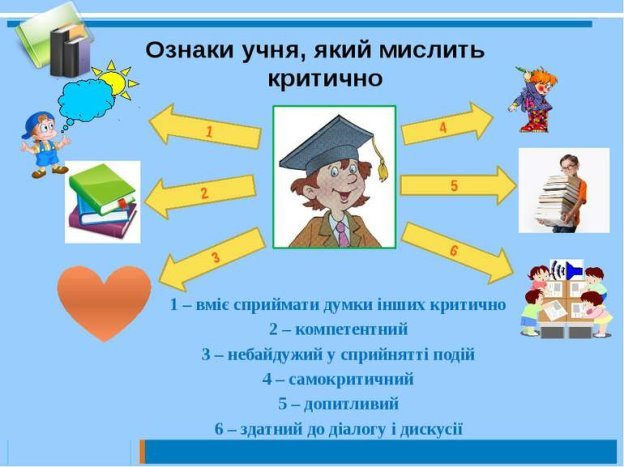 Ознаки учня, який мислить
критично
1
4
2
5
3
6
1 – вміє сприймати думки інших критично
2 – компетентний
3 – небайдужий у сприйнятті подій
4 – самокритичний
5 – допитливий
6 – здатний до діалогу і дискусії